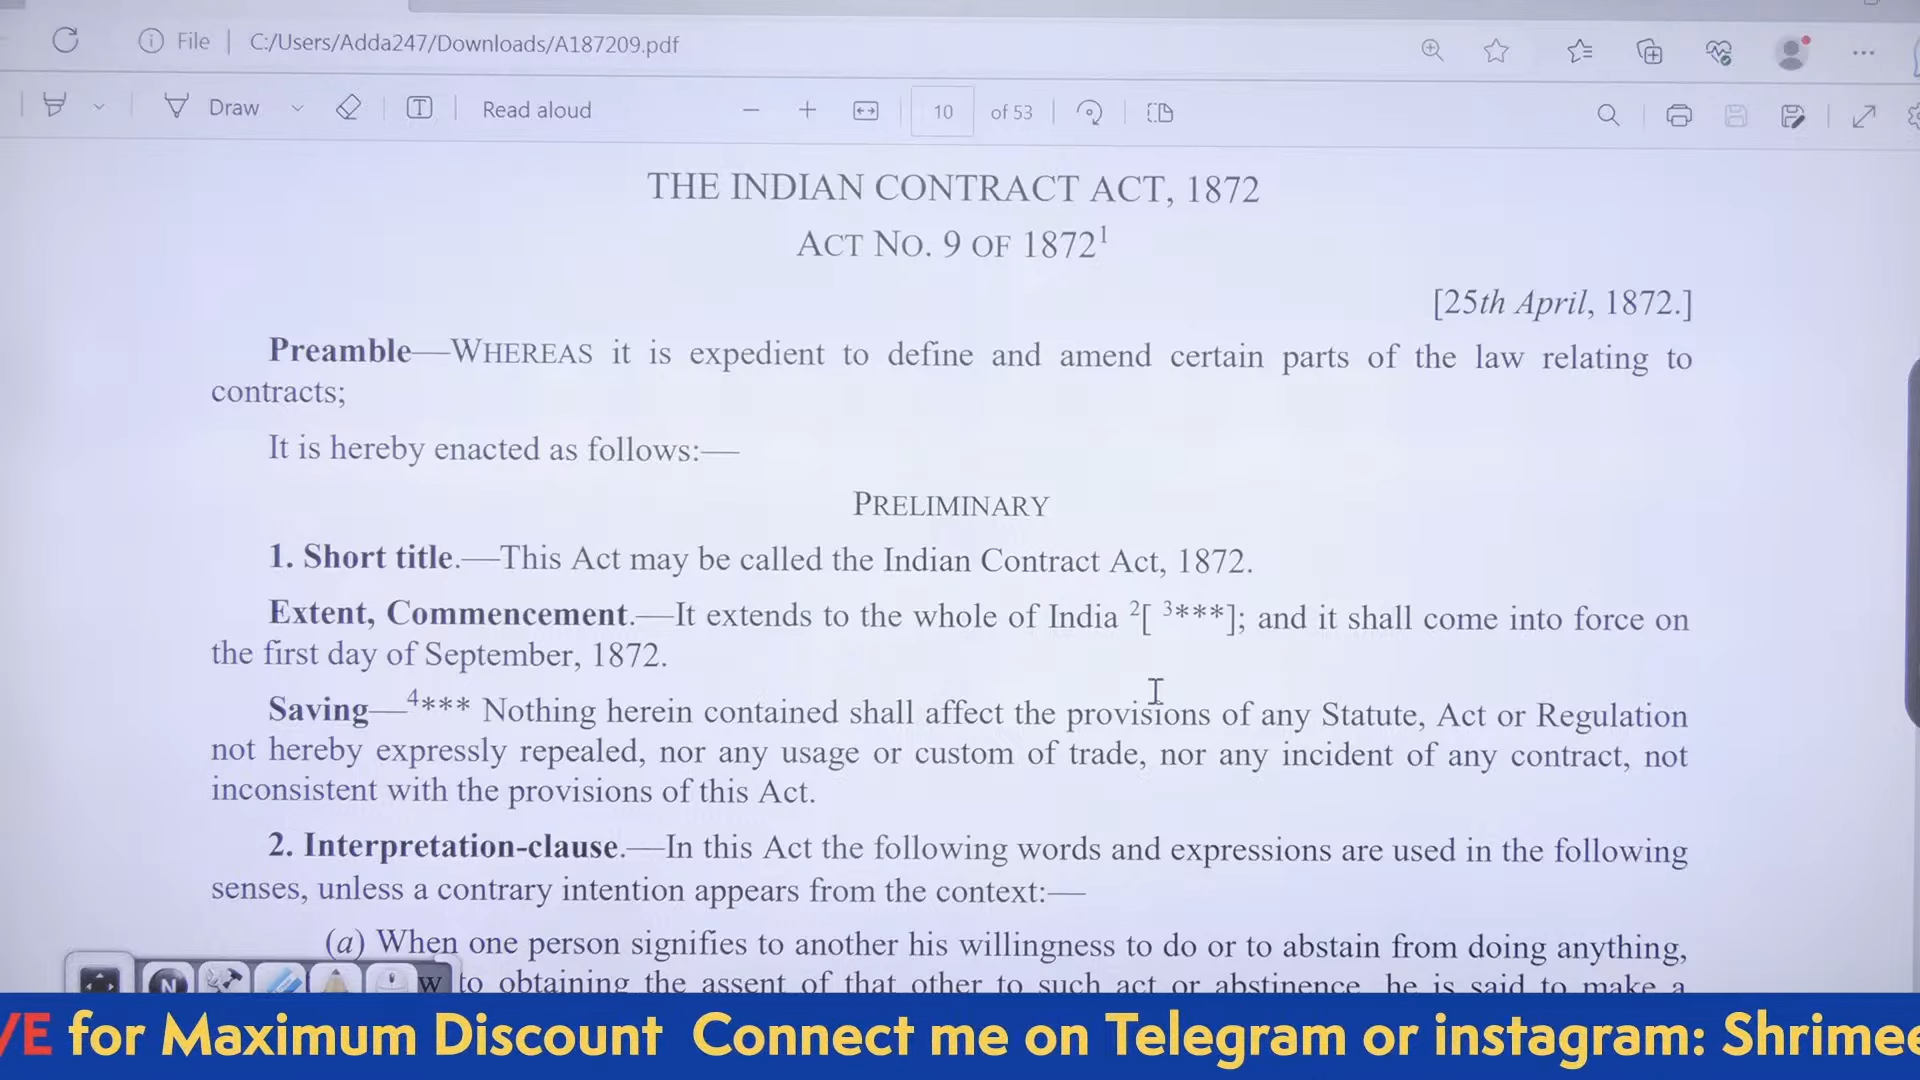 File | C:/Users/Adda247/Downloads/A187209.pdf
Draw Read aloud 10 of 53
THE INDIAN CONTRACT ACT, 1872
ACT NO. 9 OF 1872¹
[25th April, 1872.]
Preamble—WHEREAS it is expedient to define and amend certain parts of the law relating to
contracts;
It is hereby enacted as follows:—
PRELIMINARY
1. Short title.—This Act may be called the Indian Contract Act, 1872.
Extent, Commencement.—It extends to the whole of India ²[ ³***]; and it shall come into force on
the first day of September, 1872.
Saving—⁴*** Nothing herein contained shall affect the provisions of any Statute, Act or Regulation
not hereby expressly repealed, nor any usage or custom of trade, nor any incident of any contract, not
inconsistent with the provisions of this Act.
2. Interpretation-clause.—In this Act the following words and expressions are used in the following
senses, unless a contrary intention appears from the context:—
(a) When one person signifies to another his willingness to do or to abstain from doing anything,
to obtaining the assent of that other to such act or abstinence, he is said to make a
VE for Maximum Discount Connect me on Telegram or instagram: Shrimee